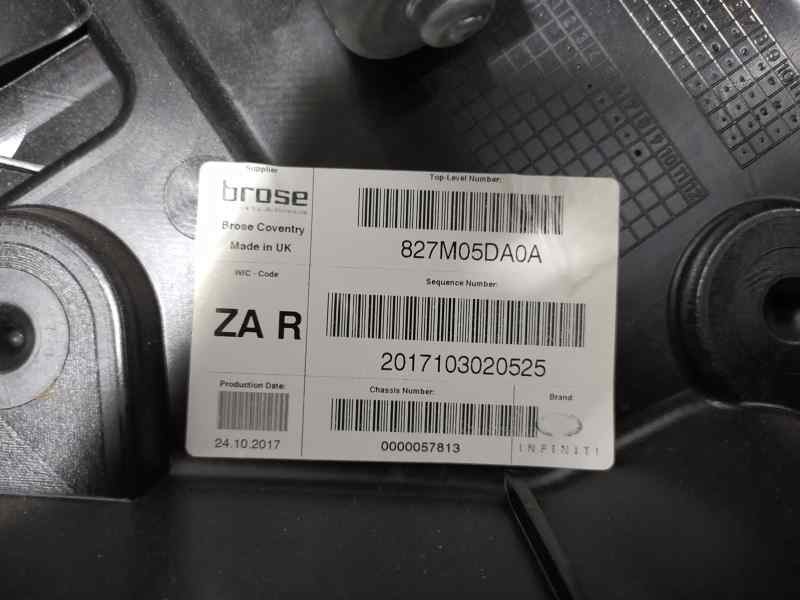 Supplier
brose
Brose Coventry
Made in UK
Top-Level Number:
827M05DA0A
W/C - Code
ZA R
Sequence Number:
2017103020525
Production Date:
24.10.2017
Chassis Number:
0000057813
Brand
INFINITI